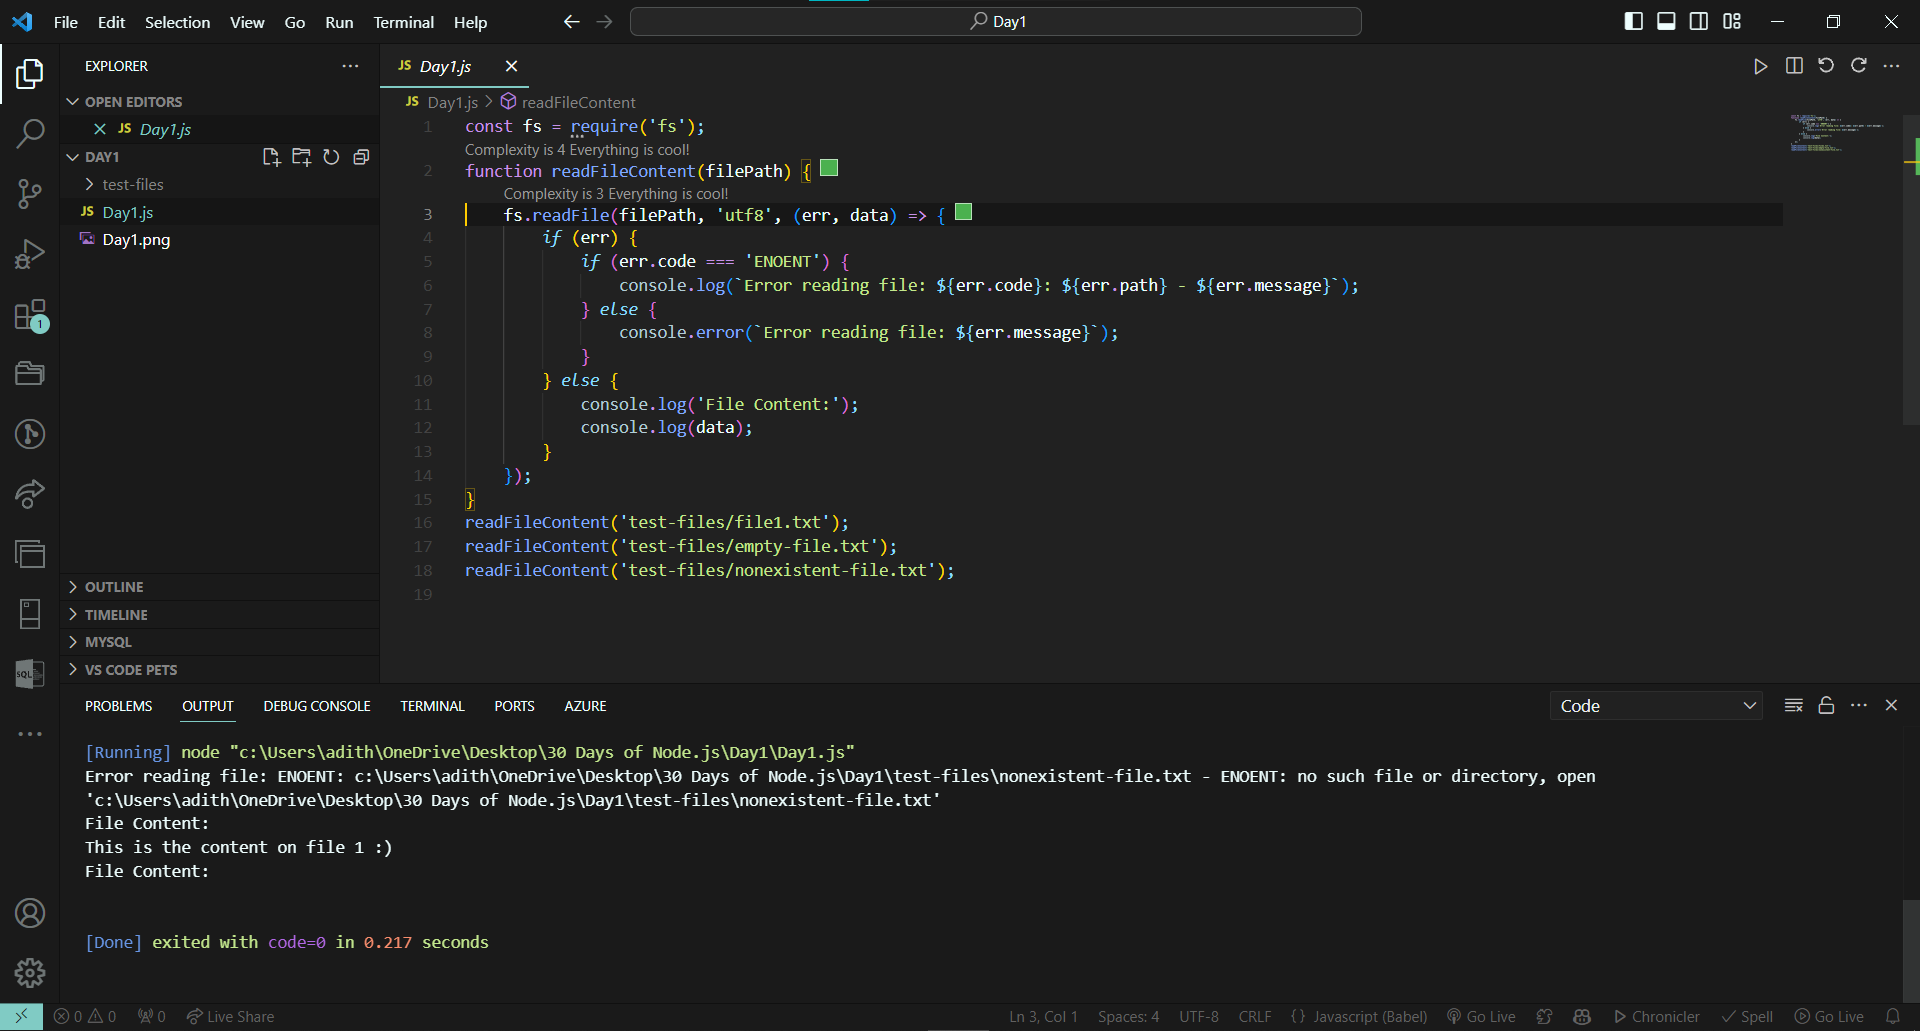 File Edit Selection View Go Run Terminal Help
Day1
EXPLORER
OPEN EDITORS
JS Day1.js
DAY1
test-files
JS Day1.js
Day1.png
OUTLINE
TIMELINE
MYSQL
VS CODE PETS
1
SQL
JS Day1.js
JS Day1.js > readFileContent
1 const fs = require('fs');
Complexity is 4 Everything is cool!
2 function readFileContent(filePath) {
Complexity is 3 Everything is cool!
3 fs.readFile(filePath, 'utf8', (err, data) => {
4 if (err) {
5 if (err.code === 'ENOENT') {
6 console.log(`Error reading file: ${err.code}: ${err.path} - ${err.message}`);
7 } else {
8 console.error(`Error reading file: ${err.message}`);
9 }
10 } else {
11 console.log('File Content:');
12 console.log(data);
13 }
14 });
15 }
16 readFileContent('test-files/file1.txt');
17 readFileContent('test-files/empty-file.txt');
18 readFileContent('test-files/nonexistent-file.txt');
19
PROBLEMS OUTPUT DEBUG CONSOLE TERMINAL PORTS AZURE
Code
[Running] node "c:\Users\adith\OneDrive\Desktop\30 Days of Node.js\Day1\Day1.js"
Error reading file: ENOENT: c:\Users\adith\OneDrive\Desktop\30 Days of Node.js\Day1\test-files\nonexistent-file.txt - ENOENT: no such file or directory, open
'c:\Users\adith\OneDrive\Desktop\30 Days of Node.js\Day1\test-files\nonexistent-file.txt'
File Content:
This is the content on file 1 :)
File Content:
[Done] exited with code=0 in 0.217 seconds
0 0 0 Live Share Ln 3, Col 1 Spaces: 4 UTF-8 CRLF {} Javascript (Babel) Go Live Chronicler Spell Go Live